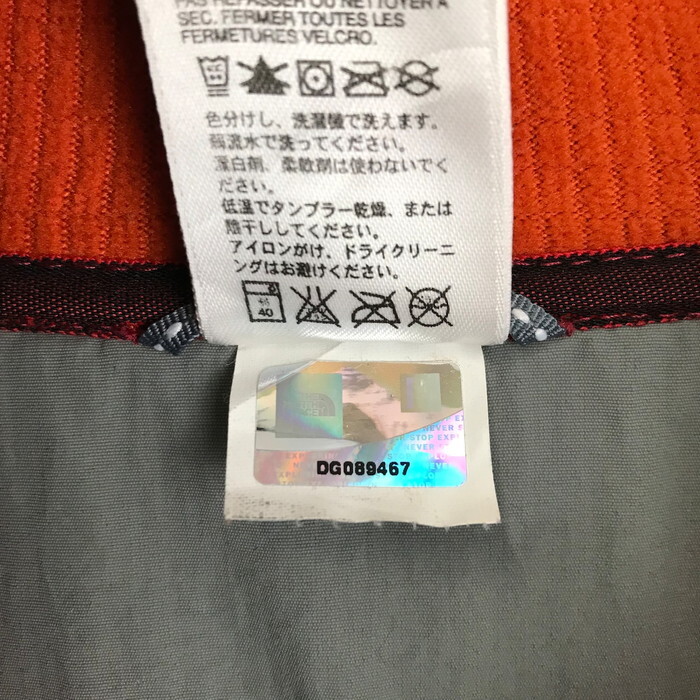 PAS REPASSER OU NETTOYER À
SEC. FERMER TOUTES LES
FERMETURES VELCRO.
色分けし、洗濯機で洗えます。
弱流水で洗ってください。
漂白剤、柔軟剤は使わないでく
ださい。
低温でタンブラー乾燥、または
陰干ししてください。
アイロンがけ、ドライクリーニ
ングはお避けください。
40
NEVER
STOP EXP
DG089467